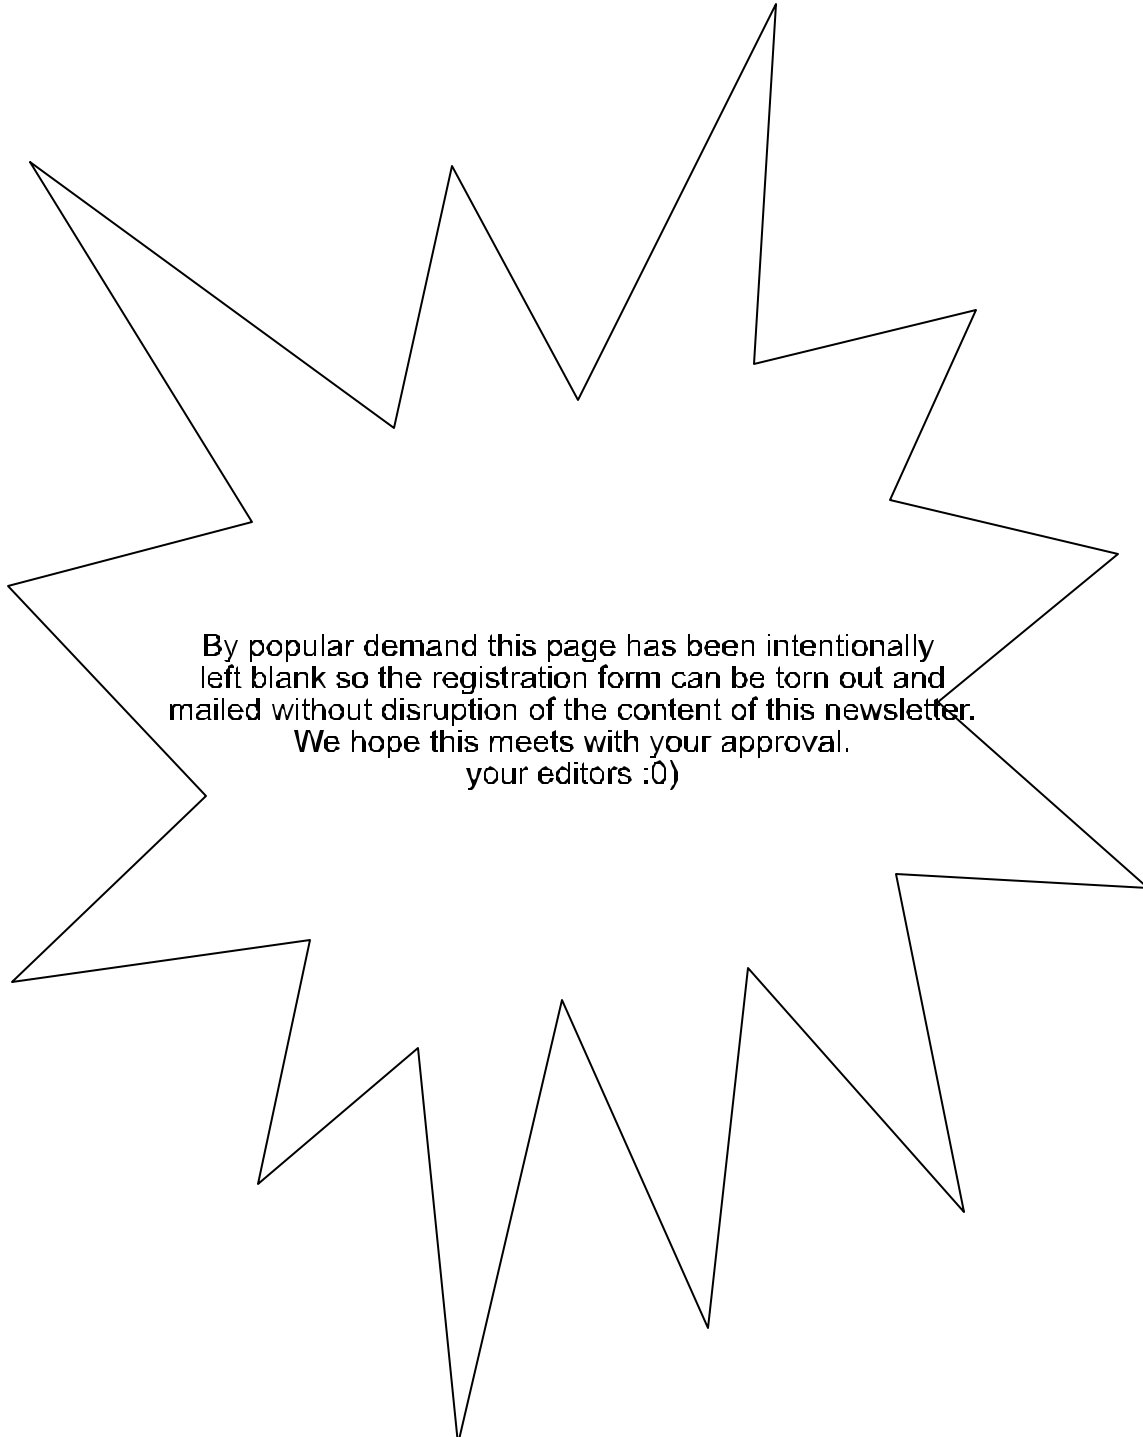 By popular demand this page has been intentionally
left blank so the registration form can be torn out and
mailed without disruption of the content of this newsletter.
We hope this meets with your approval.
your editors :0)